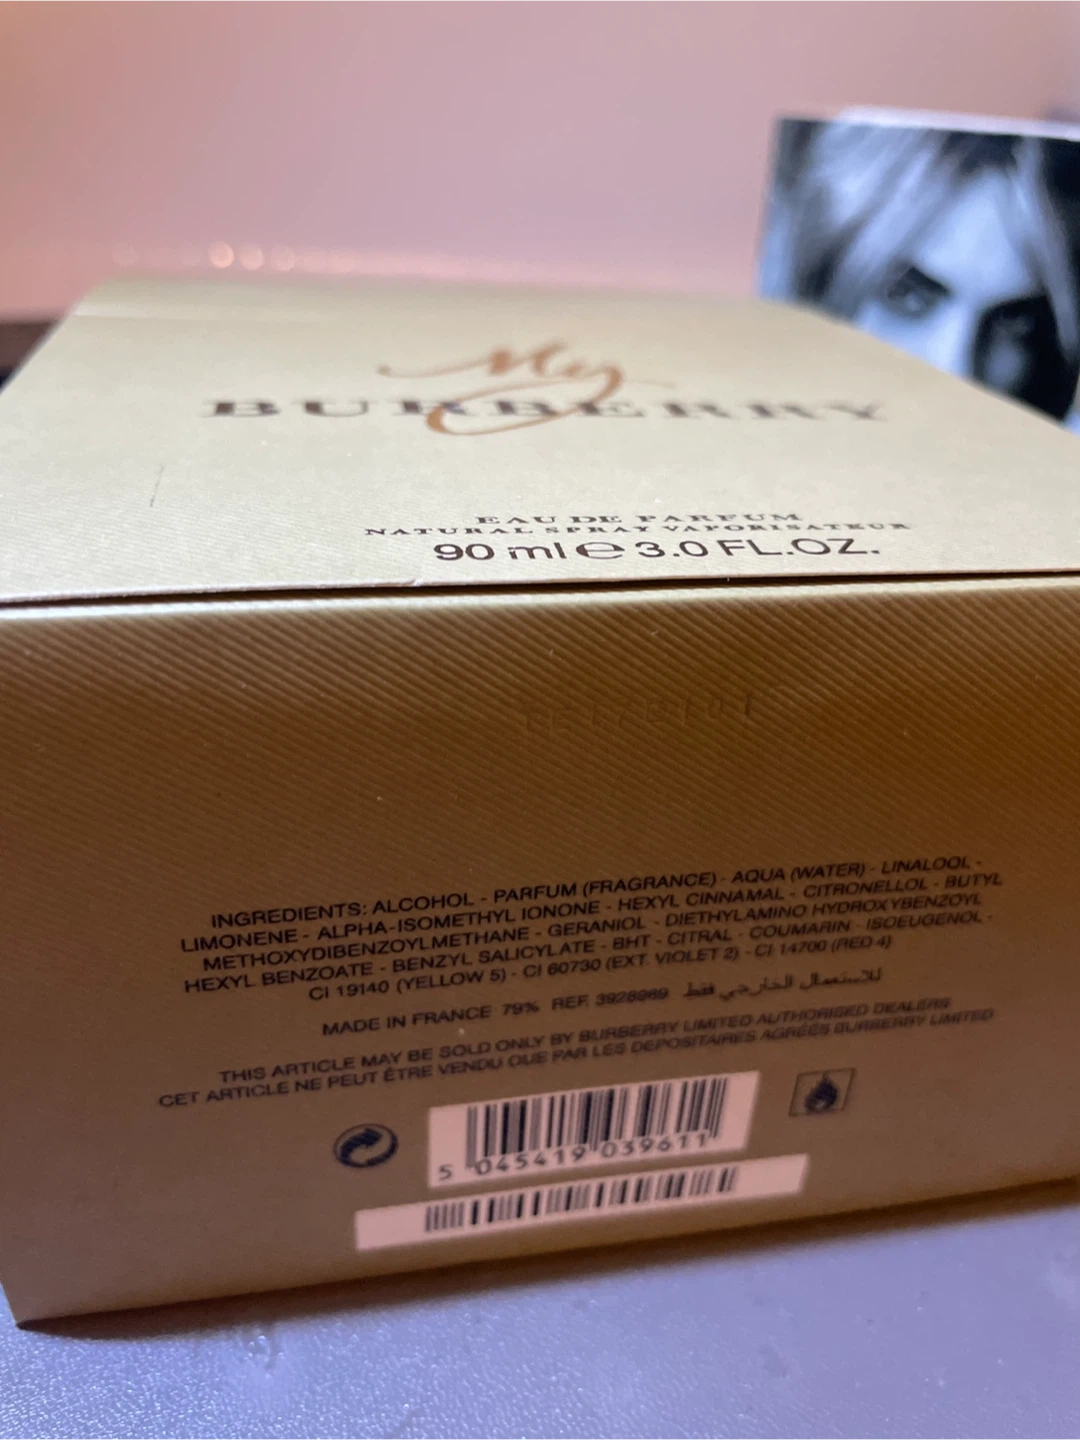 My
BURBERRY
EAU DE PARFUM
NATURAL SPRAY VAPORISATEUR
90 ml e 3.0 FL.OZ.
INGREDIENTS: ALCOHOL - PARFUM (FRAGRANCE) - AQUA (WATER) - LINALOOL -
LIMONENE - ALPHA-ISOMETHYL IONONE - HEXYL CINNAMAL - CITRONELLOL - BUTYL
METHOXYDIBENZOYLMETHANE - GERANIOL - DIETHYLAMINO HYDROXYBENZOYL
HEXYL BENZOATE - BENZYL SALICYLATE - BHT - CITRAL - COUMARIN - ISOEUGENOL -
CI 19140 (YELLOW 5) - CI 60730 (EXT. VIOLET 2) - CI 14700 (RED 4)
MADE IN FRANCE 79% REF. 3928969 للاستعمال الخارجي فقط
THIS ARTICLE MAY BE SOLD ONLY BY BURBERRY LIMITED AUTHORISED DEALERS
CET ARTICLE NE PEUT ÊTRE VENDU QUE PAR LES DEPOSITAIRES AGRÉÉS BURBERRY LIMITED
5 045419 039611